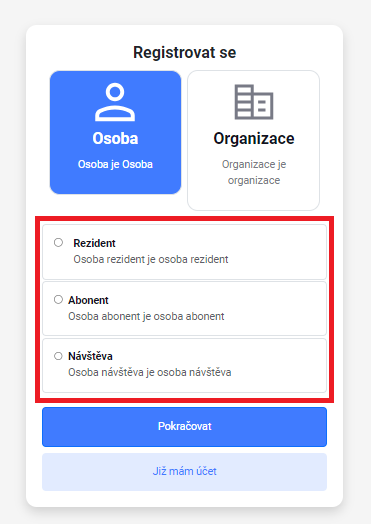 Registrovat se
Osoba
Osoba je Osoba
Organizace
Organizace je
organizace
Rezident
Osoba rezident je osoba rezident
Abonent
Osoba abonent je osoba abonent
Návštěva
Osoba návštěva je osoba návštěva
Pokračovat
Již mám účet